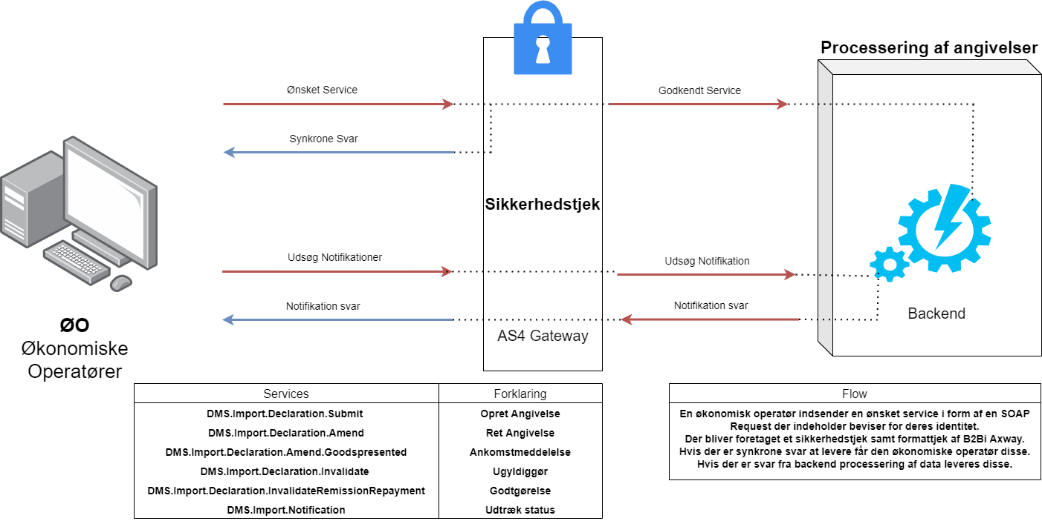 Processering af angivelser
Ønsket Service
Godkendt Service
Synkrone Svar
Sikkerhedstjek
Udsøg Notifikationer
Udsøg Notifikation
Notifikation svar
Notifikation svar
Backend
AS4 Gateway
ØO
Økonomiske
Operatører
Services
Forklaring
DMS.Import.Declaration.Submit
Opret Angivelse
DMS.Import.Declaration.Amend
Ret Angivelse
DMS.Import.Declaration.Amend.Goodspresented
Ankomstmeddelelse
DMS.Import.Declaration.Invalidate
Ugyldiggør
DMS.Import.Declaration.InvalidateRemissionRepayment
Godtgørelse
DMS.Import.Notification
Udtræk status
Flow
En økonomisk operatør indsender en ønsket service i form af en SOAP
Request der indeholder beviser for deres identitet.
Der bliver foretaget et sikkerhedstjek samt formattjek af B2Bi Axway.
Hvis der er synkrone svar at levere får den økonomiske operatør disse.
Hvis der er svar fra backend processering af data leveres disse.